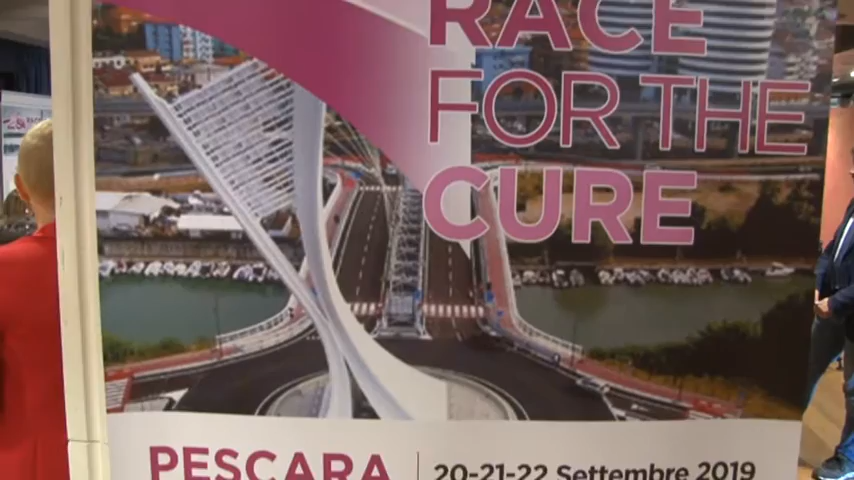 RACE
FOR THE
CURE
PESCARA
20-21-22 Settembre 2019